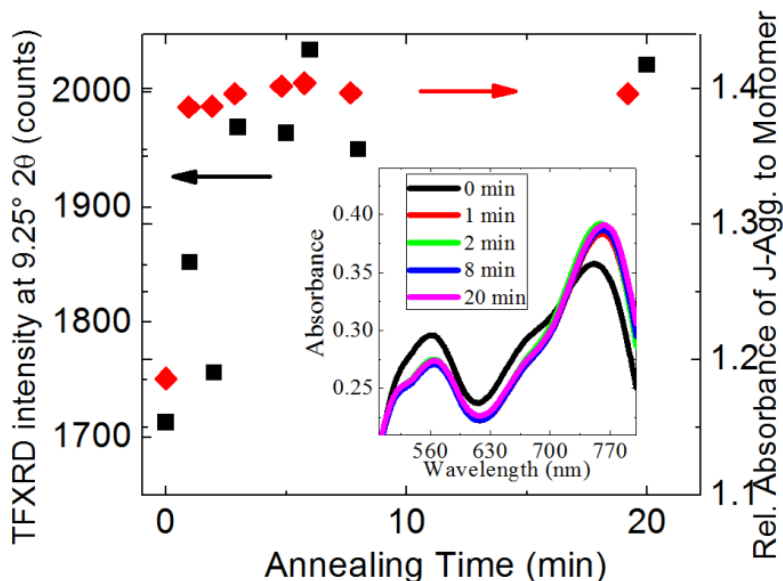 TFXRD intensity at 9.25° 2θ (counts)
2000
1900
1800
1700
0
10
20
Annealing Time (min)
1.4
1.3
1.2
1.1
Rel. Absorbance of J-Agg. to Monomer
0 min
1 min
2 min
8 min
20 min
Absorbance
0.40
0.35
0.30
0.25
560
630
700
770
Wavelength (nm)